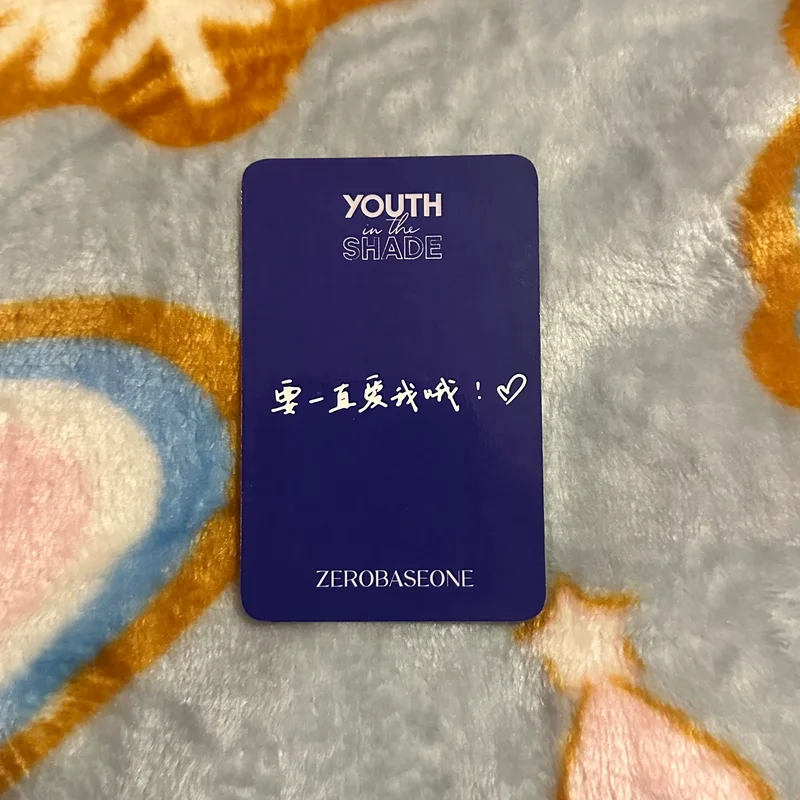 YOUTH
in the
SHADE
要一直爱我哦！♡
ZEROBASEONE